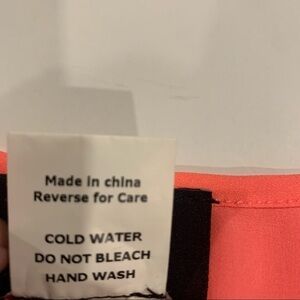 Made in china
Reverse for Care
COLD WATER
DO NOT BLEACH
HAND WASH